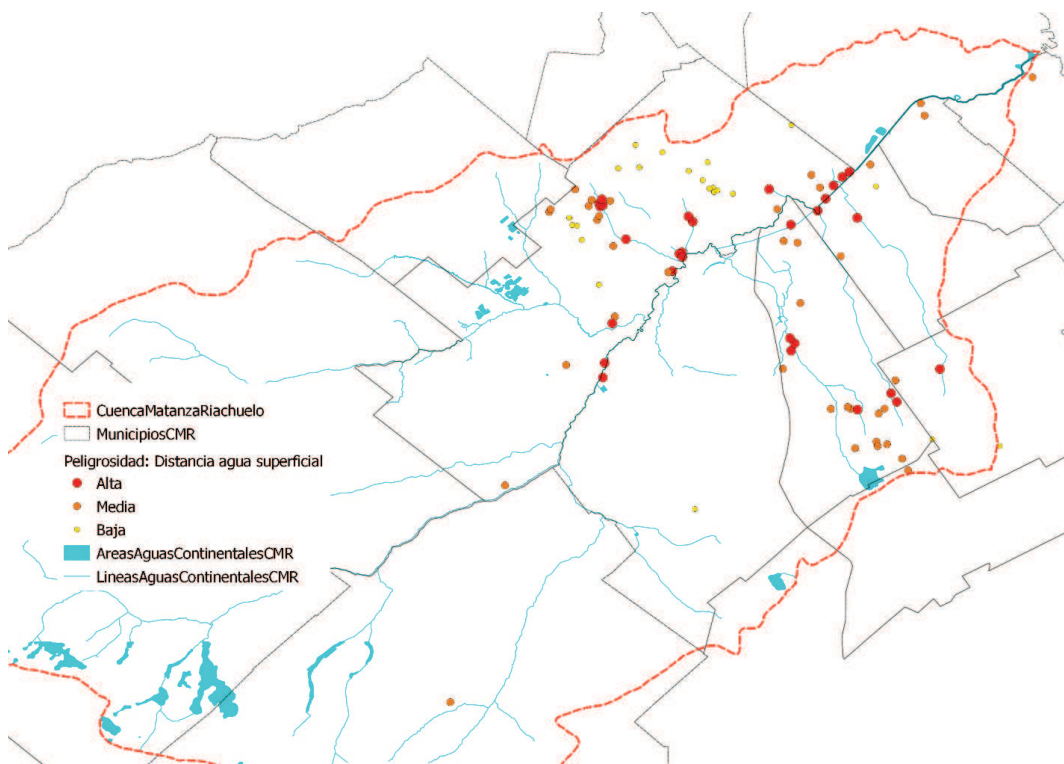 CuencaMatanzaRiachuelo
MunicipiosCMR
Peligrosidad: Distancia agua superficial
Alta
Media
Baja
AreasAguasContinentalesCMR
LineasAguasContinentalesCMR